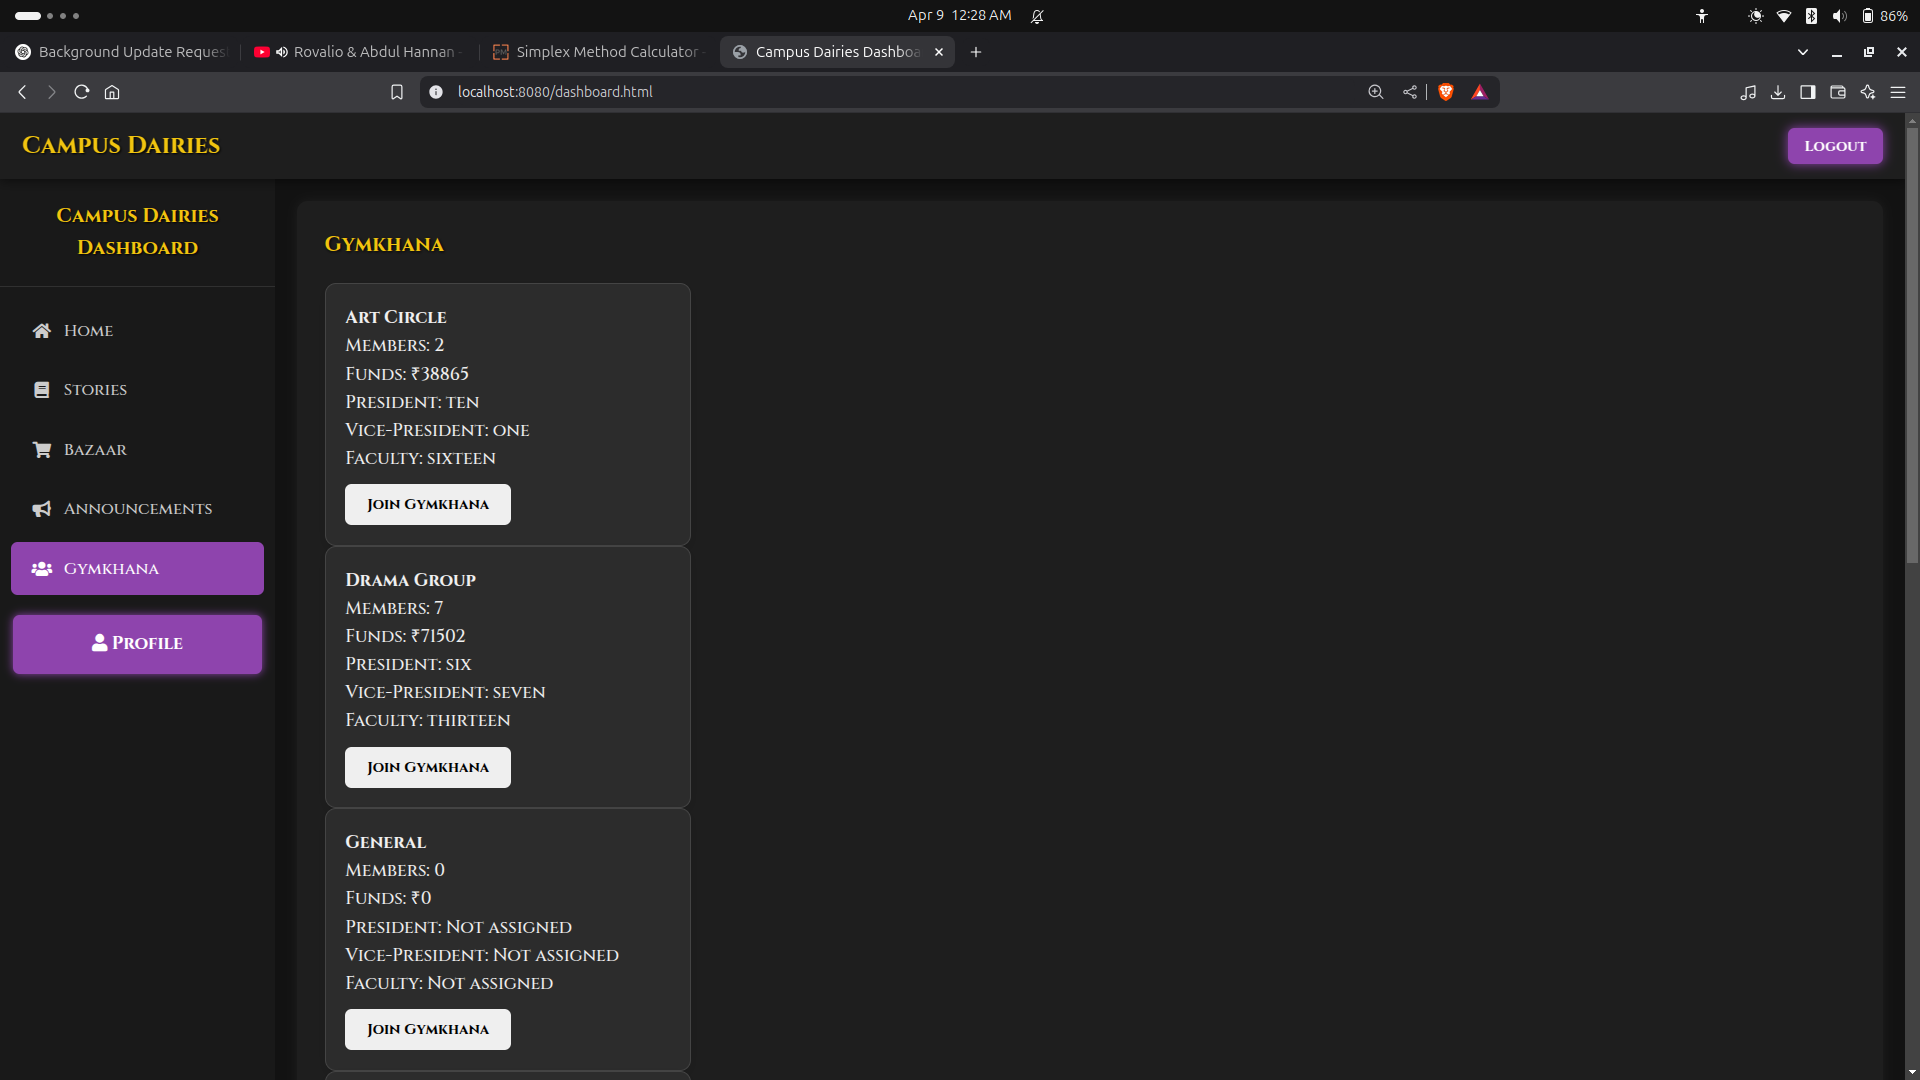 Apr 9 12:28 AM
86%
Background Update Reques
Rovalio & Abdul Hannan -
Simplex Method Calculator -
Campus Dairies Dashboa
localhost:8080/dashboard.html
Campus Dairies
Logout
Campus Dairies
Dashboard
Home
Stories
Bazaar
Announcements
Gymkhana
Profile
Gymkhana
Art Circle
Members: 2
Funds: ₹38865
President: ten
Vice-President: one
Faculty: sixteen
Join Gymkhana
Drama Group
Members: 7
Funds: ₹71502
President: six
Vice-President: seven
Faculty: thirteen
Join Gymkhana
General
Members: 0
Funds: ₹0
President: Not assigned
Vice-President: Not assigned
Faculty: Not assigned
Join Gymkhana